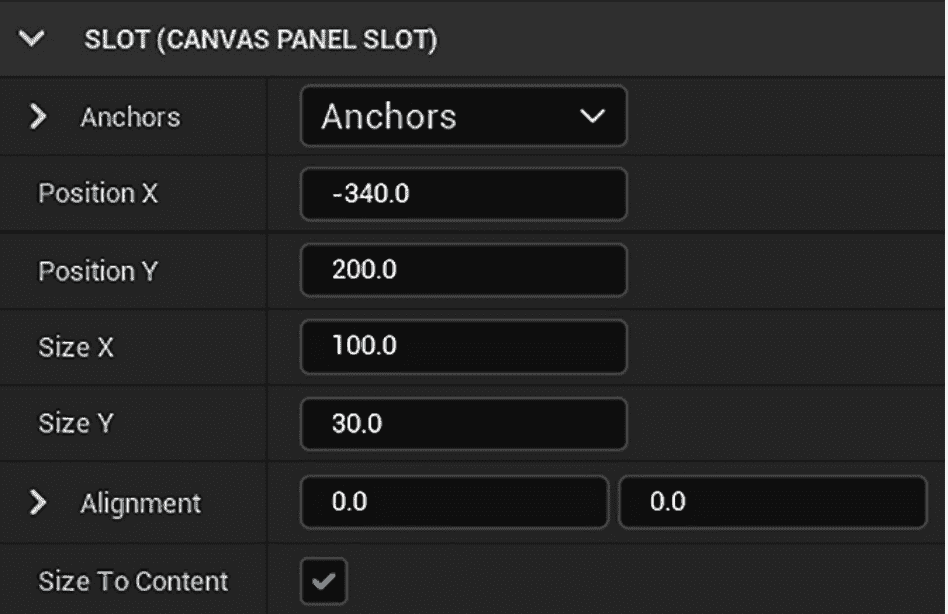 SLOT (CANVAS PANEL SLOT)
Anchors Anchors
Position X -340.0
Position Y 200.0
Size X 100.0
Size Y 30.0
Alignment 0.0 0.0
Size To Content